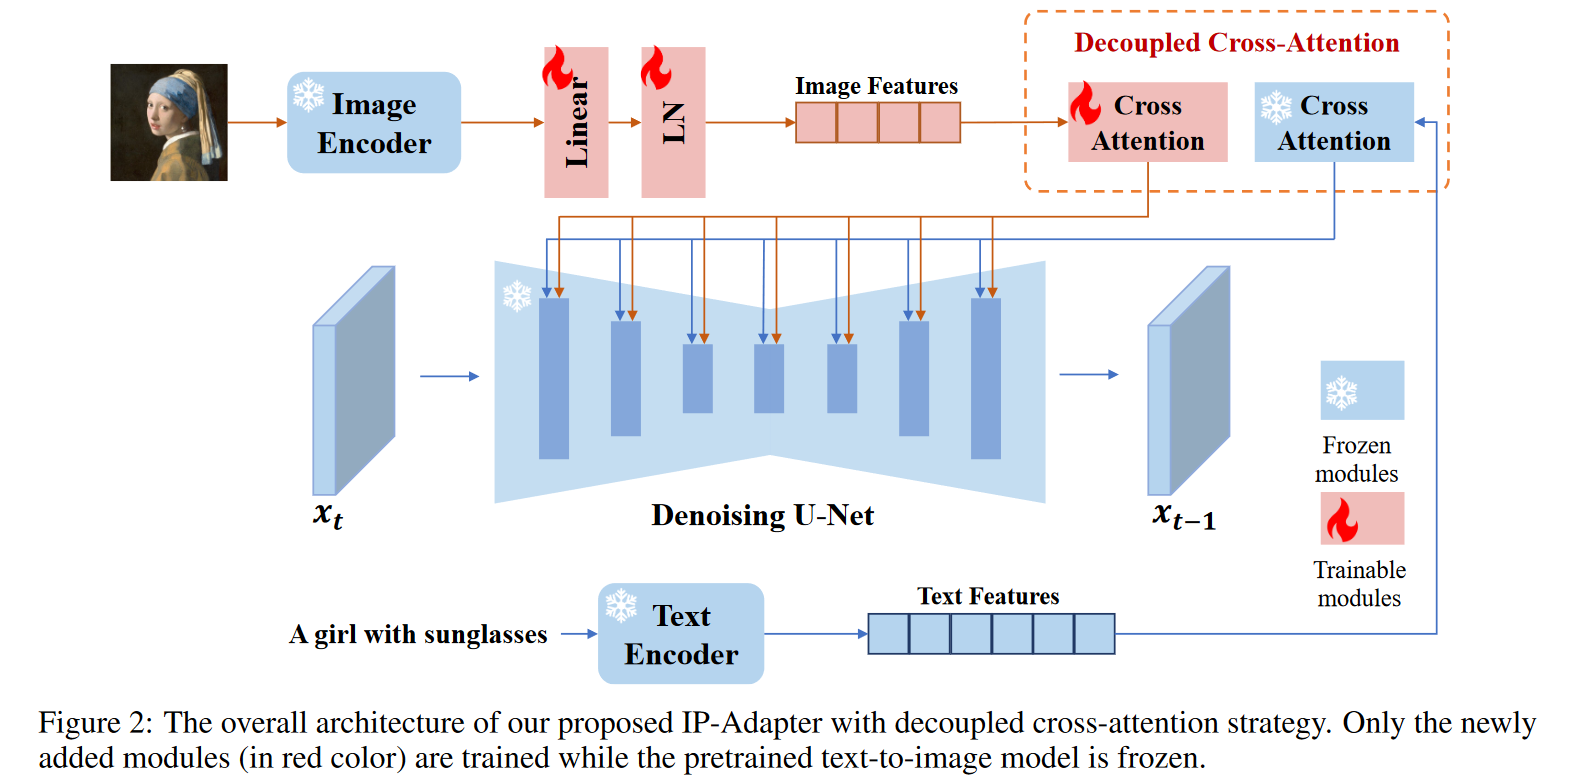 Decoupled Cross-Attention
Image
Encoder
Linear
LN
Image Features
Cross
Attention
Cross
Attention
Frozen
modules
Trainable
modules
x_t
Denoising U-Net
x_{t-1}
A girl with sunglasses
Text
Encoder
Text Features
Figure 2: The overall architecture of our proposed IP-Adapter with decoupled cross-attention strategy. Only the newly
added modules (in red color) are trained while the pretrained text-to-image model is frozen.